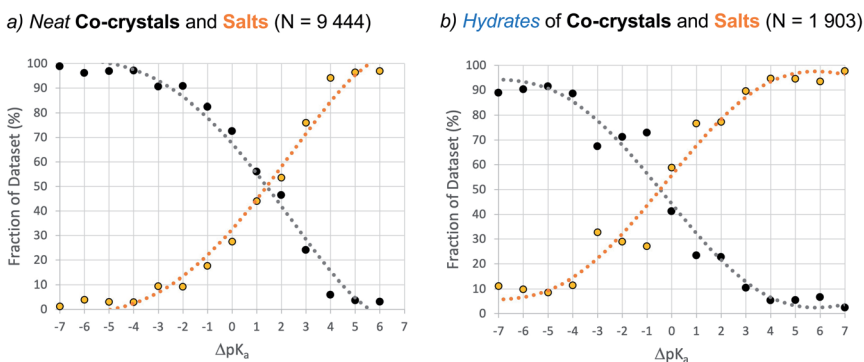 a) Neat Co-crystals and Salts (N = 9 444)
Fraction of Dataset (%)
100
90
80
70
60
50
40
30
20
10
0
-7 -6 -5 -4 -3 -2 -1 0 1 2 3 4 5 6 7
ΔpKa
b) Hydrates of Co-crystals and Salts (N = 1 903)
Fraction of Dataset (%)
100
90
80
70
60
50
40
30
20
10
0
-7 -6 -5 -4 -3 -2 -1 0 1 2 3 4 5 6 7
ΔpKa